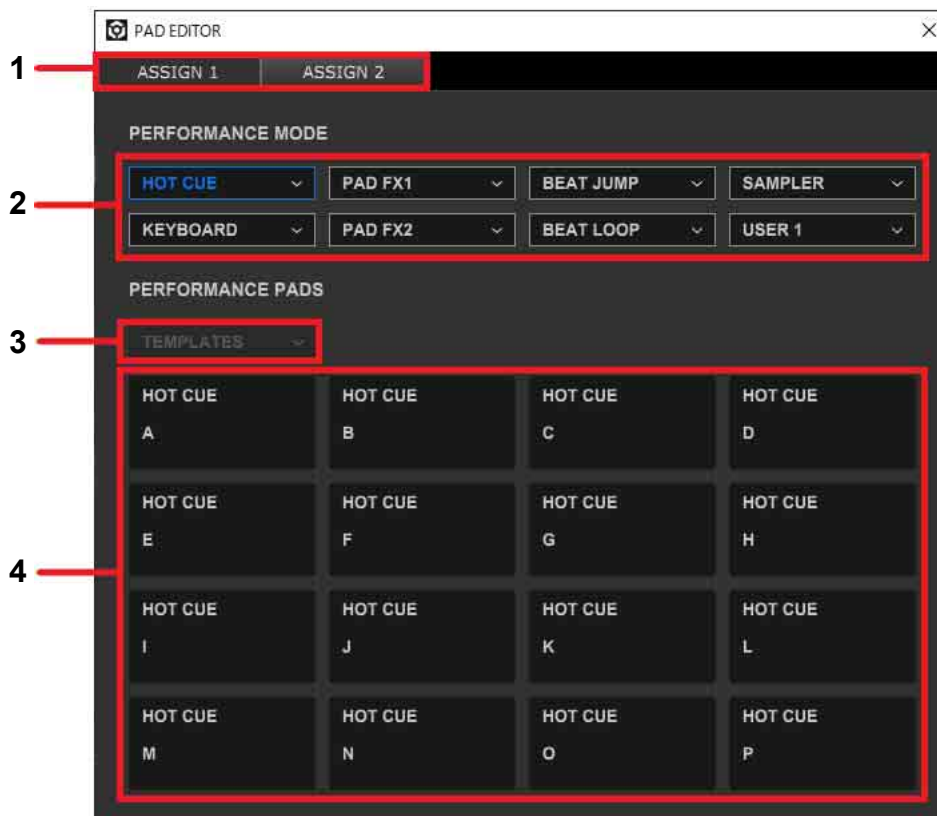 PAD EDITOR
1
ASSIGN 1 ASSIGN 2
PERFORMANCE MODE
2
HOT CUE PAD FX1 BEAT JUMP SAMPLER
KEYBOARD PAD FX2 BEAT LOOP USER 1
PERFORMANCE PADS
3
TEMPLATES
4
HOT CUE HOT CUE HOT CUE HOT CUE
A B C D
HOT CUE HOT CUE HOT CUE HOT CUE
E F G H
HOT CUE HOT CUE HOT CUE HOT CUE
I J K L
HOT CUE HOT CUE HOT CUE HOT CUE
M N O P